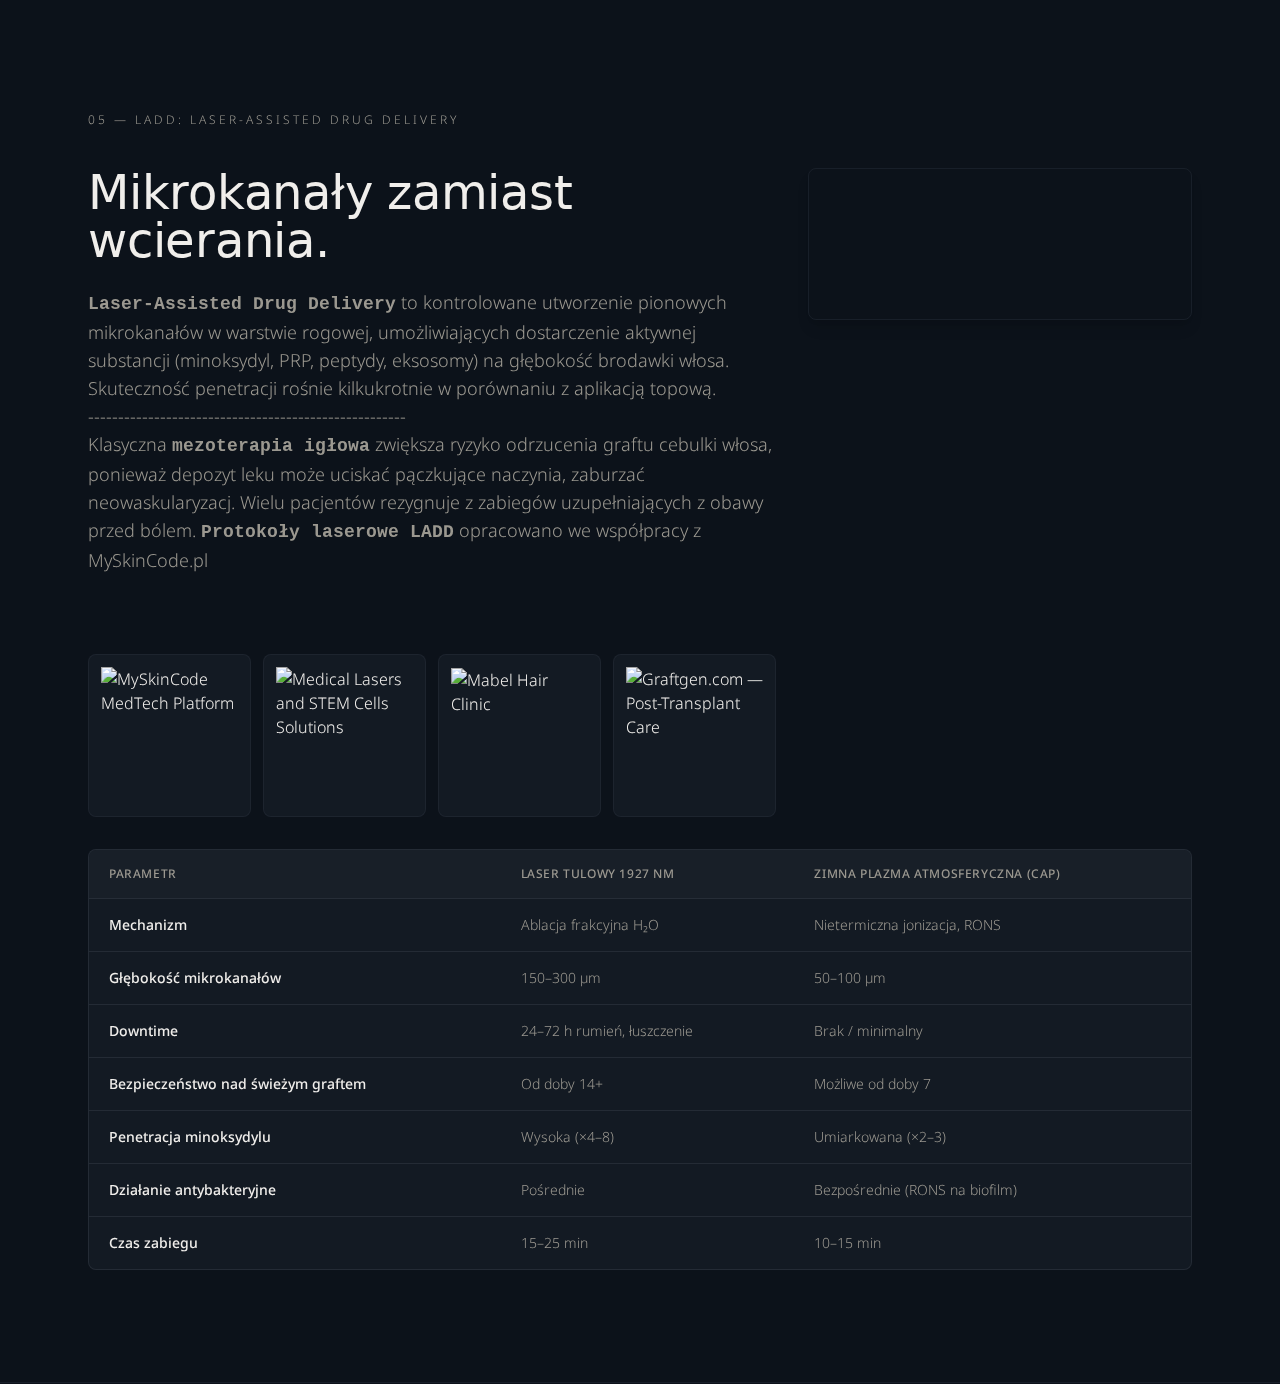 05 — LADD: LASER-ASSISTED DRUG DELIVERY
Mikrokanały zamiast
wcierania.
Laser-Assisted Drug Delivery to kontrolowane utworzenie pionowych
mikrokanałów w warstwie rogowej, umożliwiających dostarczenie aktywnej
substancji (minoksydyl, PRP, peptydy, eksosomy) na głębokość brodawki włosa.
Skuteczność penetracji rośnie kilkukrotnie w porównaniu z aplikacją topową.
-----------------------------------------------------
Klasyczna mezoterapia igłowa zwiększa ryzyko odrzucenia graftu cebulki włosa,
ponieważ depozyt leku może uciskać pączkujące naczynia, zaburzać
neowaskularyzacj. Wielu pacjentów rezygnuje z zabiegów uzupełniających z obawy
przed bólem. Protokoły laserowe LADD opracowano we współpracy z
MySkinCode.pl
MySkinCode
MedTech Platform
Medical Lasers
and STEM Cells
Solutions
Mabel Hair
Clinic
Graftgen.com —
Post-Transplant
Care
PARAMETR LASER TULOWY 1927 NM ZIMNA PLAZMA ATMOSFERYCZNA (CAP)
Mechanizm Ablacja frakcyjna H₂O Nietermiczna jonizacja, RONS
Głębokość mikrokanałów 150–300 µm 50–100 µm
Downtime 24–72 h rumień, łuszczenie Brak / minimalny
Bezpieczeństwo nad świeżym graftem Od doby 14+ Możliwe od doby 7
Penetracja minoksydylu Wysoka (×4–8) Umiarkowana (×2–3)
Działanie antybakteryjne Pośrednie Bezpośrednie (RONS na biofilm)
Czas zabiegu 15–25 min 10–15 min